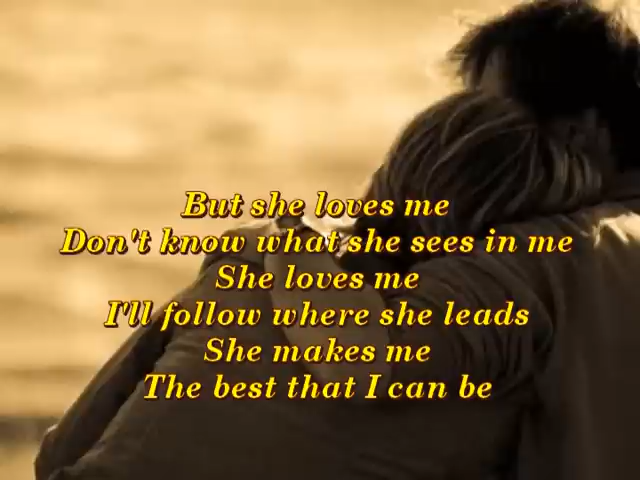 But she loves me
Don't know what she sees in me
She loves me
I'll follow where she leads
She makes me
The best that I can be